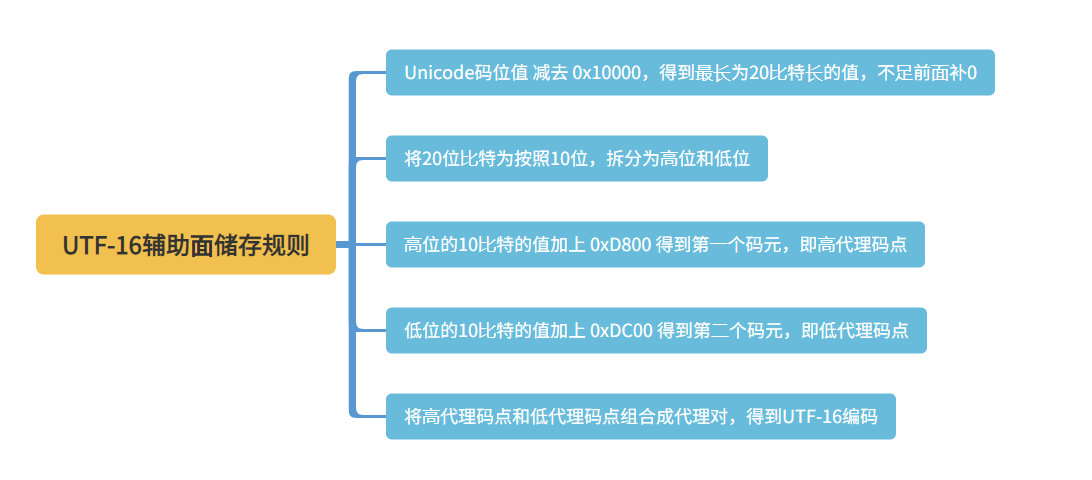 Unicode码位值 减去 0x10000，得到最长为20比特长的值，不足前面补0
将20位比特为按照10位，拆分为高位和低位
UTF-16辅助面储存规则
高位的10比特的值加上 0xD800 得到第一个码元，即高代理码点
低位的10比特的值加上 0xDC00 得到第二个码元，即低代理码点
将高代理码点和低代理码点组合成代理对，得到UTF-16编码